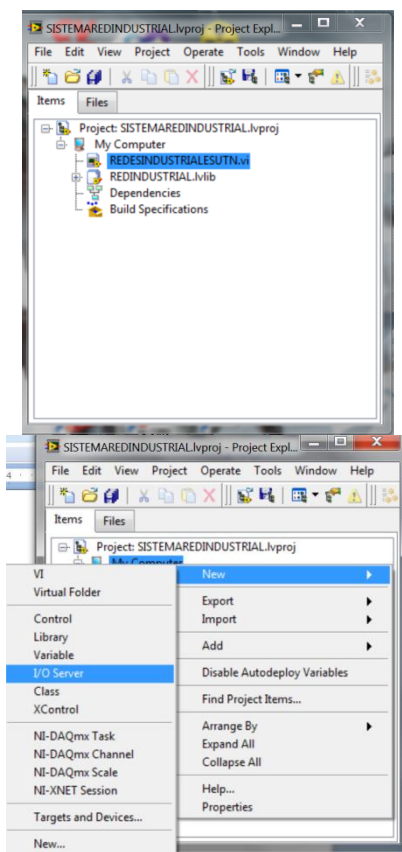 SISTEMAREDINDUSTRIAL.lvproj - Project Expl...
File Edit View Project Operate Tools Window Help
Items Files
Project: SISTEMAREDINDUSTRIAL.lvproj
My Computer
REDESINDUSTRIALESUTN.vi
REDINDUSTRIAL.lvlib
Dependencies
Build Specifications
SISTEMAREDINDUSTRIAL.lvproj - Project Expl...
File Edit View Project Operate Tools Window Help
4
Items Files
Project: SISTEMAREDINDUSTRIAL.lvproj
My Computer
VI
Virtual Folder
Control
Library
Variable
I/O Server
Class
XControl
NI-DAQmx Task
NI-DAQmx Channel
NI-DAQmx Scale
NI-XNET Session
Targets and Devices...
New...
New
Export
Import
Add
Disable Autodeploy Variables
Find Project Items...
Arrange By
Expand All
Collapse All
Help...
Properties